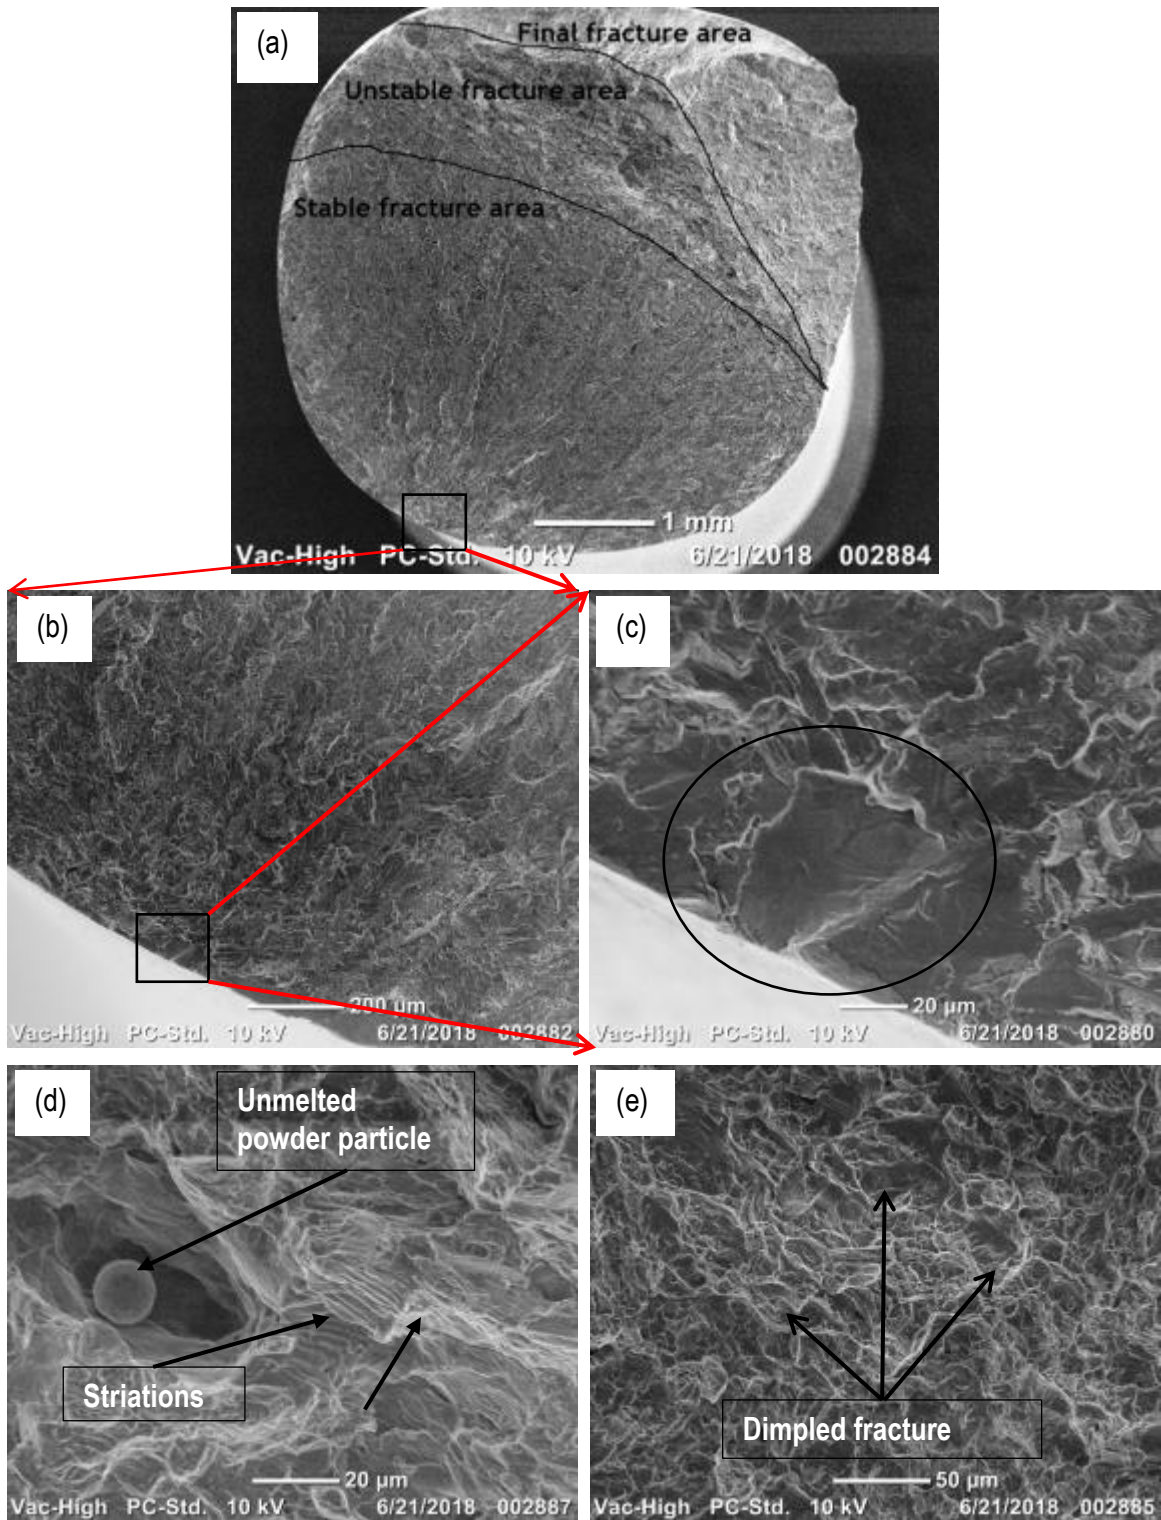 (a)
Final fracture area
Unstable fracture area
Stable fracture area
1 mm
Vac-High PC-Std. 10 kV 6/21/2018 002884
(b)
200 µm
Vac-High PC-Std. 10 kV 6/21/2018 002882
(c)
20 µm
Vac-High PC-Std. 10 kV 6/21/2018 002880
(d)
Unmelted
powder particle
Striations
20 µm
Vac-High PC-Std. 10 kV 6/21/2018 002887
(e)
Dimpled fracture
50 µm
Vac-High PC-Std. 10 kV 6/21/2018 002885